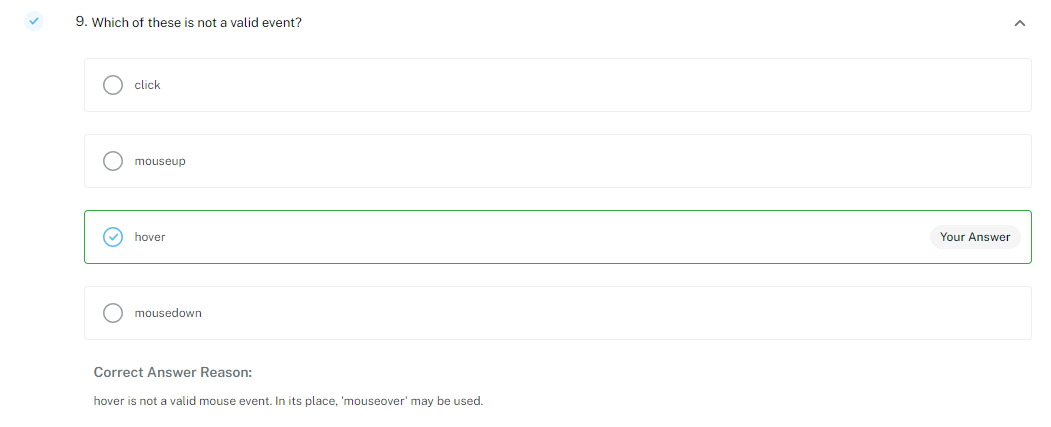 9. Which of these is not a valid event?
click
mouseup
hover
Your Answer
mousedown
Correct Answer Reason:
hover is not a valid mouse event. In its place, 'mouseover' may be used.